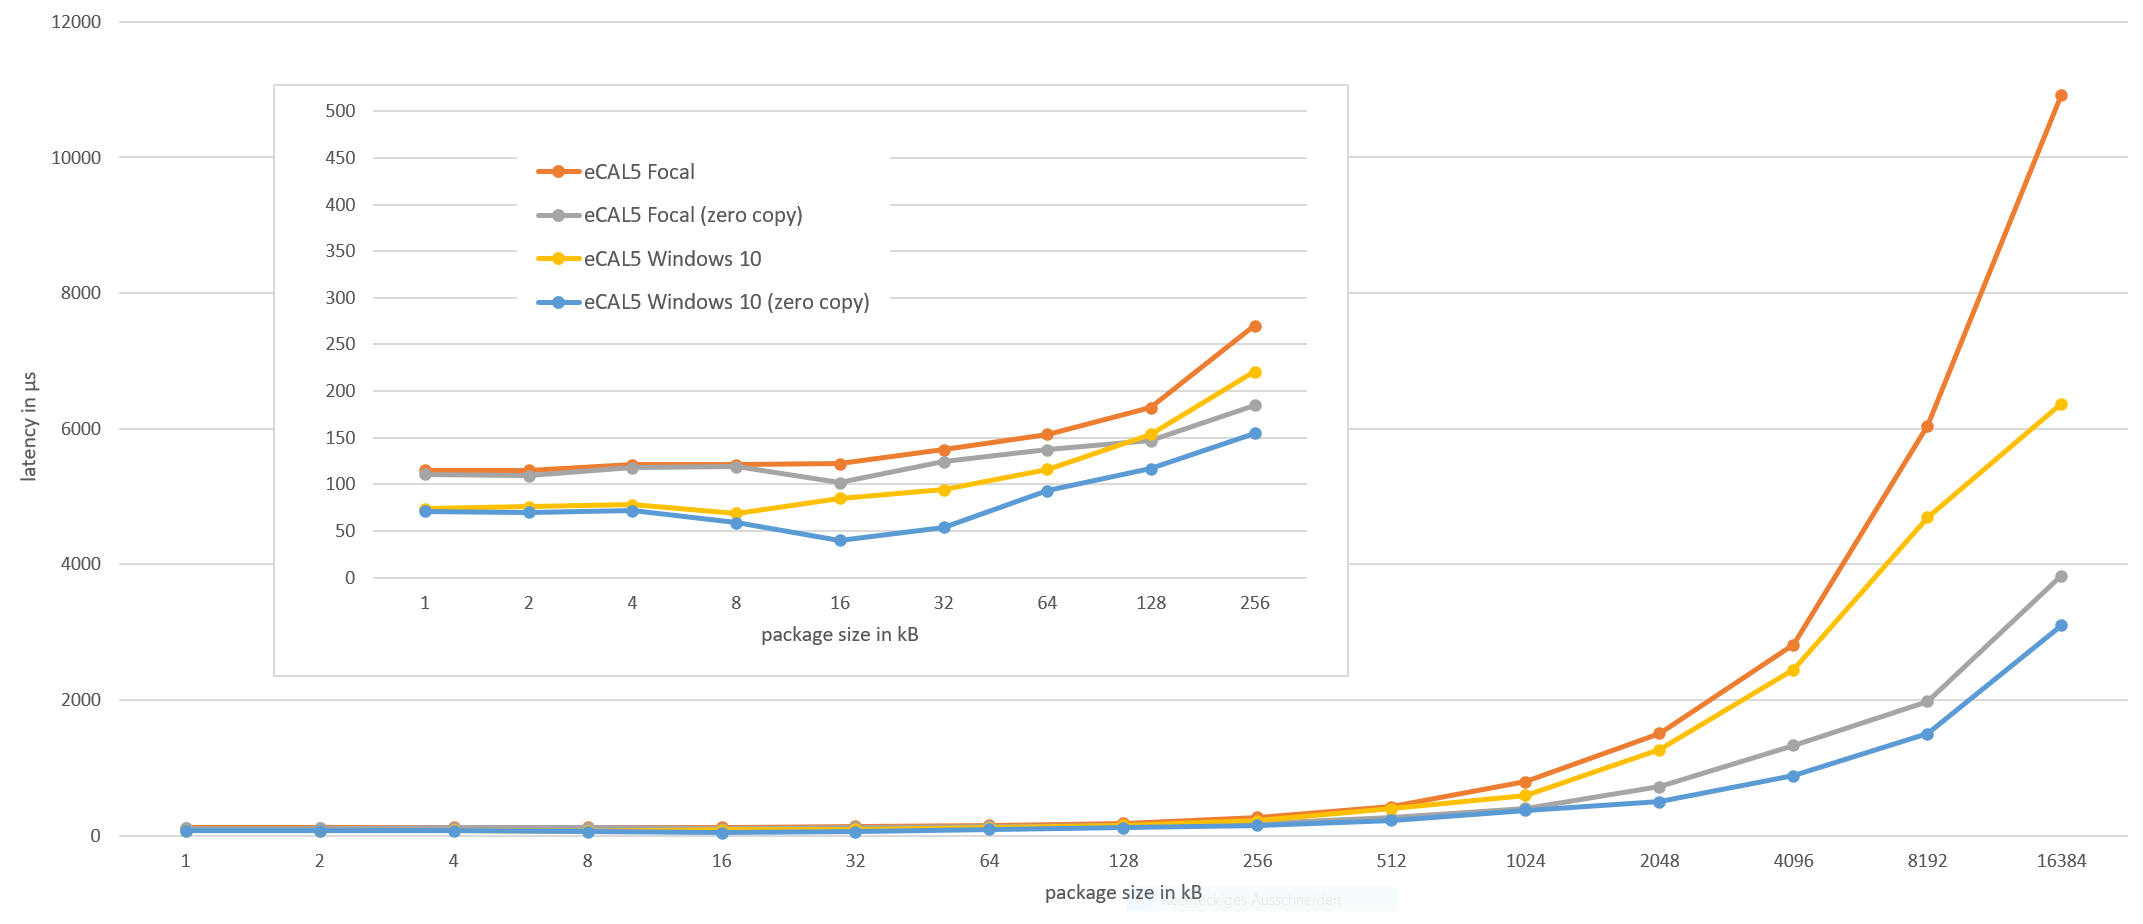 12000
10000
8000
6000
4000
2000
0
latency in µs
500
450
400
350
300
250
200
150
100
50
0
eCAL5 Focal
eCAL5 Focal (zero copy)
eCAL5 Windows 10
eCAL5 Windows 10 (zero copy)
1 2 4 8 16 32 64 128 256
package size in kB
1 2 4 8 16 32 64 128 256 512 1024 2048 4096 8192 16384
package size in kB
Rechteckiges Ausschneiden